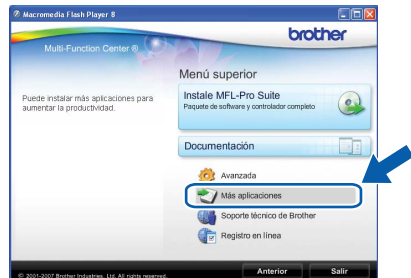 Macromedia Flash Player 8
brother
Multi-Function Center ®
Menú superior
Puede instalar más aplicaciones para
aumentar la productividad.
Instale MFL-Pro Suite
Paquete de software y controlador completo
Documentación
Avanzada
Más aplicaciones
Soporte técnico de Brother
Registro en línea
© 2001-2007 Brother Industries, Ltd. All rights reserved.
Anterior
Salir